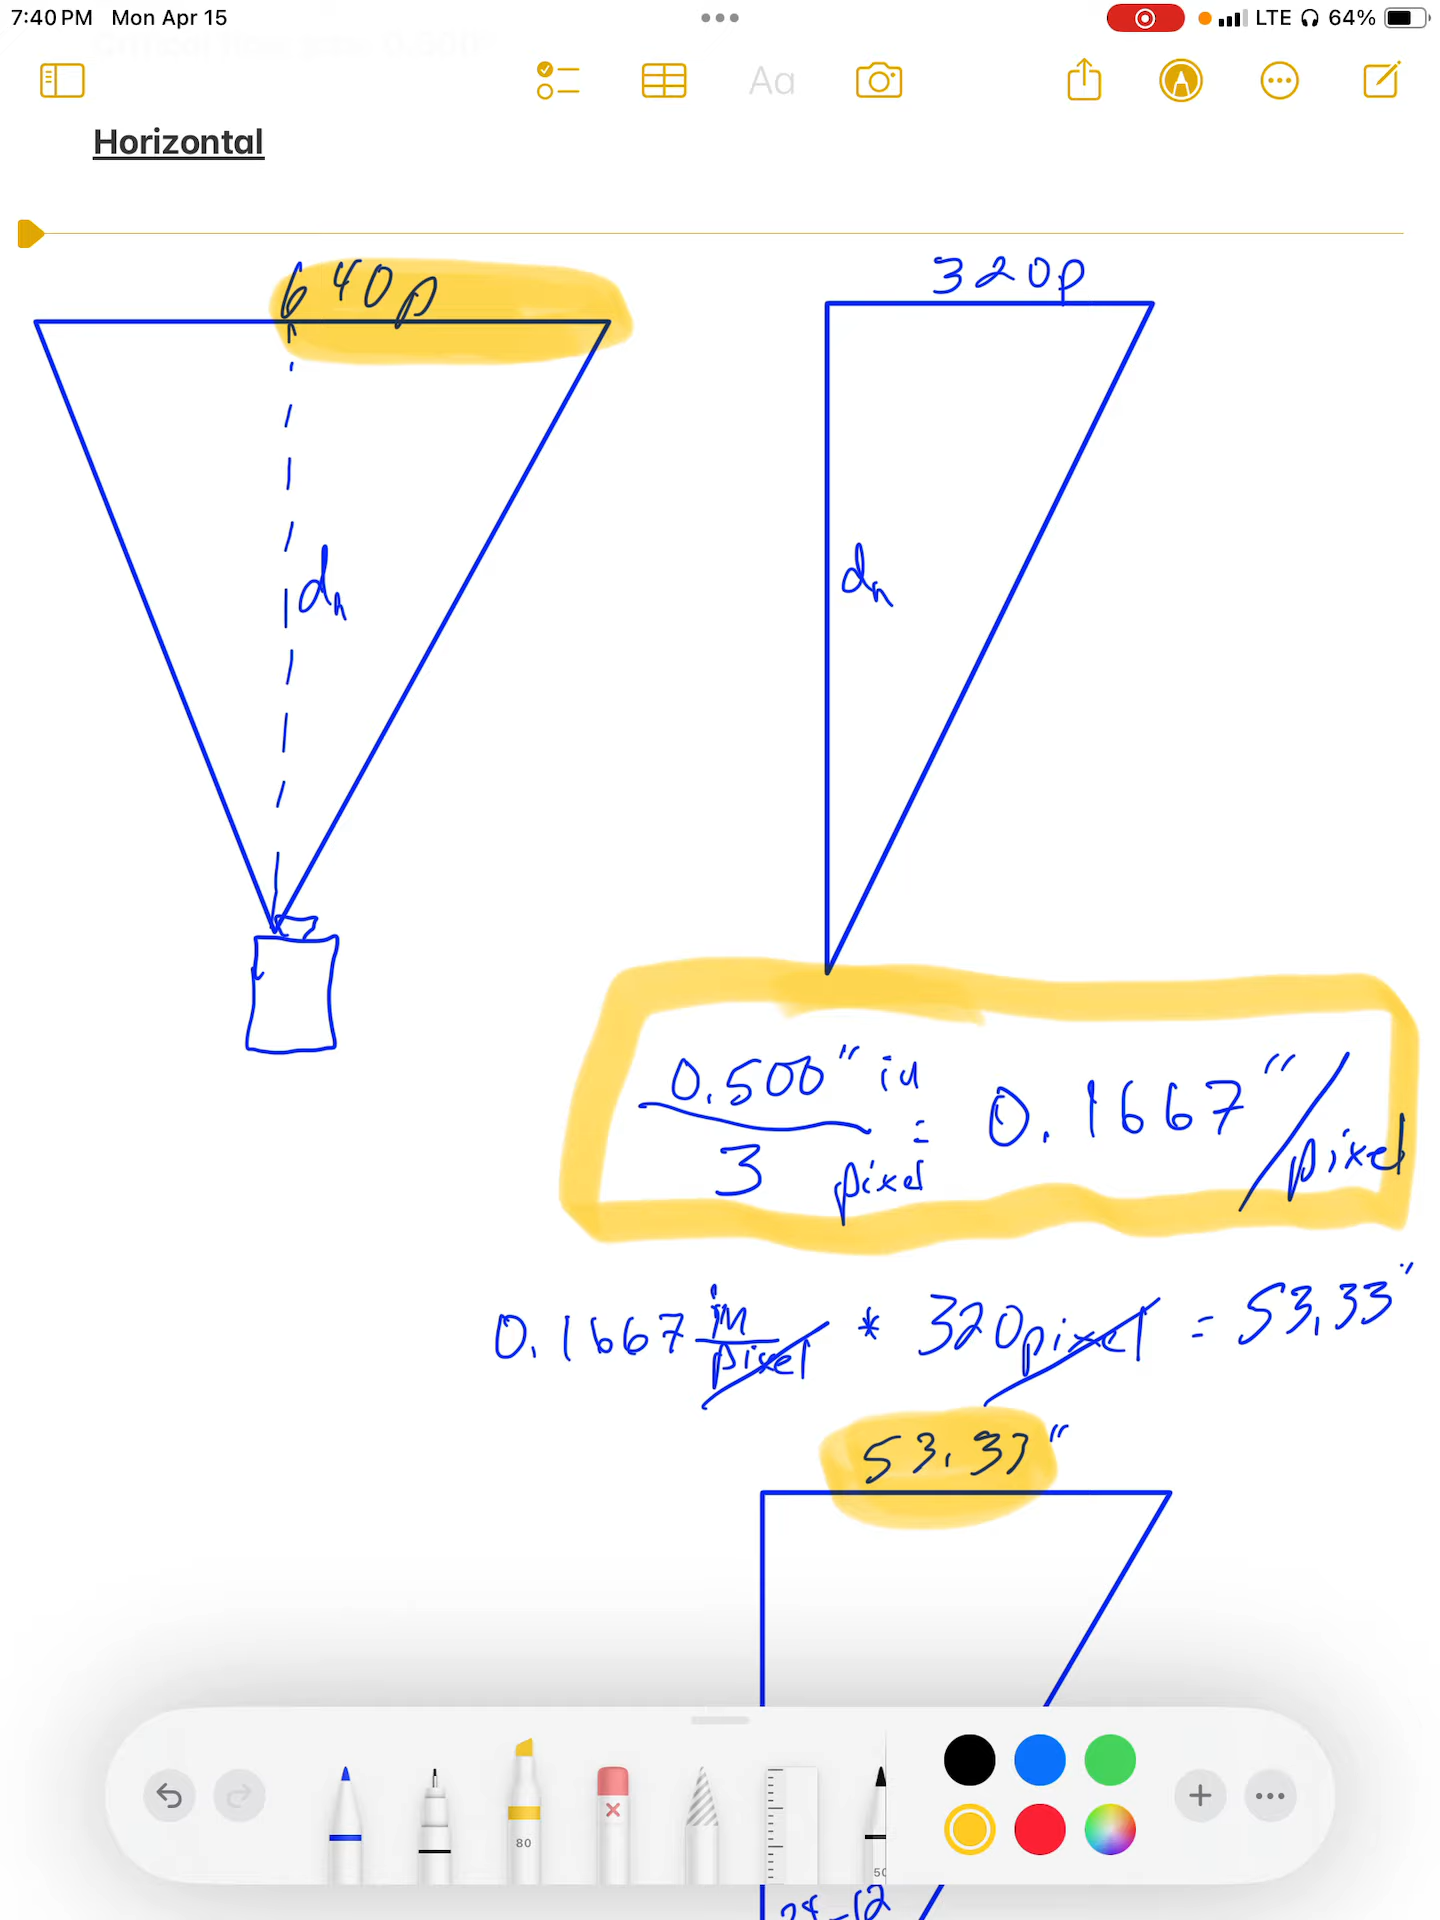 7:40 PM Mon Apr 15
LTE 64%
Aa
Horizontal
640p
320p
dh
dh
0.500" in
3 pixel
= 0.1667"/pixel
0.1667 in/pixel * 320pixel = 53.33"
53.33"
80
50